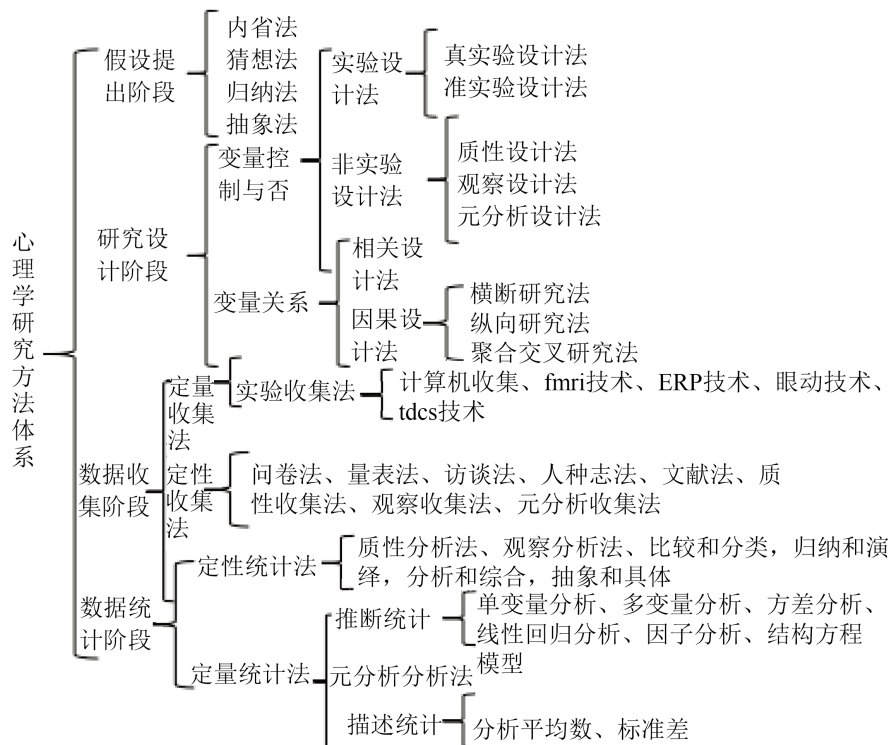 心理学研究方法体系
假设提
出阶段
内省法
猜想法
归纳法
抽象法
研究设
计阶段
变量控
制与否
实验设
计法
真实验设计法
准实验设计法
非实验
设计法
质性设计法
观察设计法
元分析设计法
变量关系
相关设
计法
因果设
计法
横断研究法
纵向研究法
聚合交叉研究法
数据收
集阶段
定量
收集
法
实验收集法
计算机收集、fmri技术、ERP技术、眼动技术、
tdcs技术
定性
收集
法
问卷法、量表法、访谈法、人种志法、文献法、质
性收集法、观察收集法、元分析收集法
数据统
计阶段
定性统计法
质性分析法、观察分析法、比较和分类，归纳和演
绎，分析和综合，抽象和具体
定量统计法
推断统计
单变量分析、多变量分析、方差分析、
线性回归分析、因子分析、结构方程
模型
元分析分析法
描述统计
分析平均数、标准差